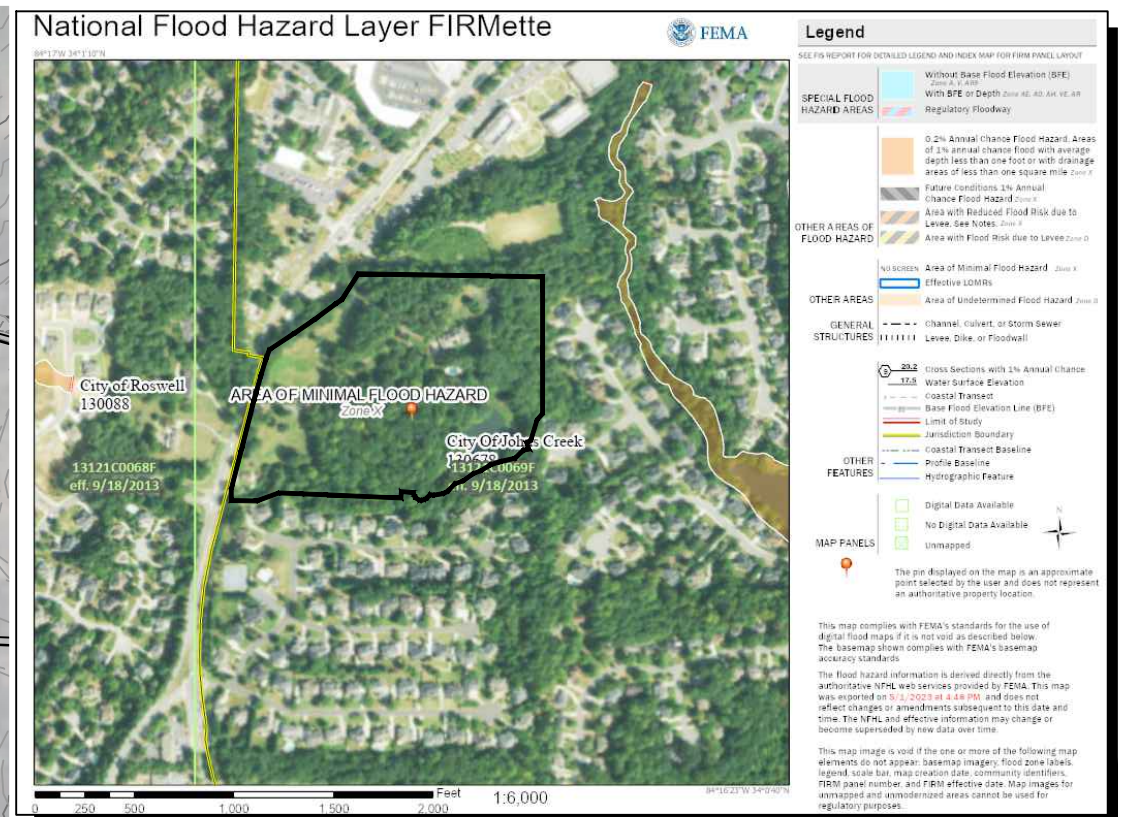 National Flood Hazard Layer FIRMette
FEMA
84°17'W 34°1'10"N
City of Roswell
130088
AREA OF MINIMAL FLOOD HAZARD
Zone X
City Of Johns Creek
130678
13121C0068F
eff. 9/18/2013
13121C0069F
eff. 9/18/2013
Feet
0 250 500 1,000 1,500 2,000
1:6,000
84°16'23"W 34°0'40"N
Legend
SEE FIS REPORT FOR DETAILED LEGEND AND INDEX MAP FOR FIRM PANEL LAYOUT
SPECIAL FLOOD
HAZARD AREAS
Without Base Flood Elevation (BFE)
Zone A, V, A99
With BFE or Depth Zone AE, AO, AH, VE, AR
Regulatory Floodway
OTHER AREAS OF
FLOOD HAZARD
0.2% Annual Chance Flood Hazard, Areas
of 1% annual chance flood with average
depth less than one foot or with drainage
areas of less than one square mile Zone X
Future Conditions 1% Annual
Chance Flood Hazard Zone X
Area with Reduced Flood Risk due to
Levee. See Notes. Zone X
Area with Flood Risk due to Levee Zone D
OTHER AREAS
NO SCREEN Area of Minimal Flood Hazard Zone X
Effective LOMRs
Area of Undetermined Flood Hazard Zone D
GENERAL
STRUCTURES
Channel, Culvert, or Storm Sewer
Levee, Dike, or Floodwall
OTHER
FEATURES
20.2 Cross Sections with 1% Annual Chance
17.5 Water Surface Elevation
Coastal Transect
Base Flood Elevation Line (BFE)
Limit of Study
Jurisdiction Boundary
Coastal Transect Baseline
Profile Baseline
Hydrographic Feature
MAP PANELS
Digital Data Available
No Digital Data Available
Unmapped
N
The pin displayed on the map is an approximate
point selected by the user and does not represent
an authoritative property location.
This map complies with FEMA's standards for the use of
digital flood maps if it is not void as described below.
The basemap shown complies with FEMA's basemap
accuracy standards
The flood hazard information is derived directly from the
authoritative NFHL web services provided by FEMA. This map
was exported on 5/1/2023 at 4:48 PM and does not
reflect changes or amendments subsequent to this date and
time. The NFHL and effective information may change or
become superseded by new data over time.
This map image is void if the one or more of the following map
elements do not appear: basemap imagery, flood zone labels,
legend, scale bar, map creation date, community identifiers,
FIRM panel number, and FIRM effective date. Map images for
unmapped and unmodernized areas cannot be used for
regulatory purposes.